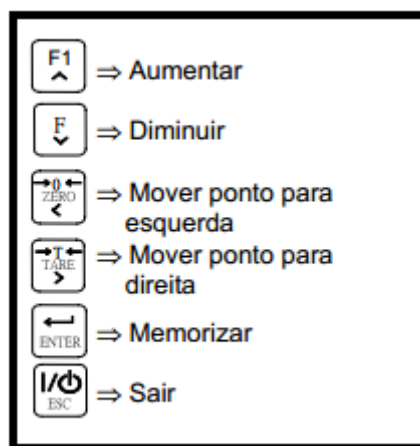 F1 ⇒ Aumentar
F ⇒ Diminuir
→0← ZERO < ⇒ Mover ponto para
esquerda
→T← TARE > ⇒ Mover ponto para
direita
ENTER ⇒ Memorizar
I/⏻ ESC ⇒ Sair